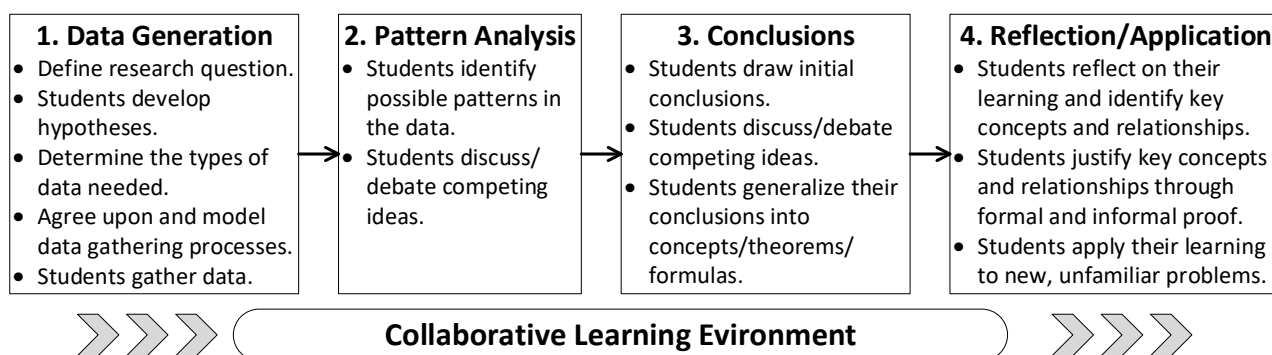 1. Data Generation
• Define research question.
• Students develop
hypotheses.
• Determine the types of
data needed.
• Agree upon and model
data gathering processes.
• Students gather data.
2. Pattern Analysis
• Students identify
possible patterns in
the data.
• Students discuss/
debate competing
ideas.
3. Conclusions
• Students draw initial
conclusions.
• Students discuss/debate
competing ideas.
• Students generalize their
conclusions into
concepts/theorems/
formulas.
4. Reflection/Application
• Students reflect on their
learning and identify key
concepts and relationships.
• Students justify key concepts
and relationships through
formal and informal proof.
• Students apply their learning
to new, unfamiliar problems.
Collaborative Learning Evironment